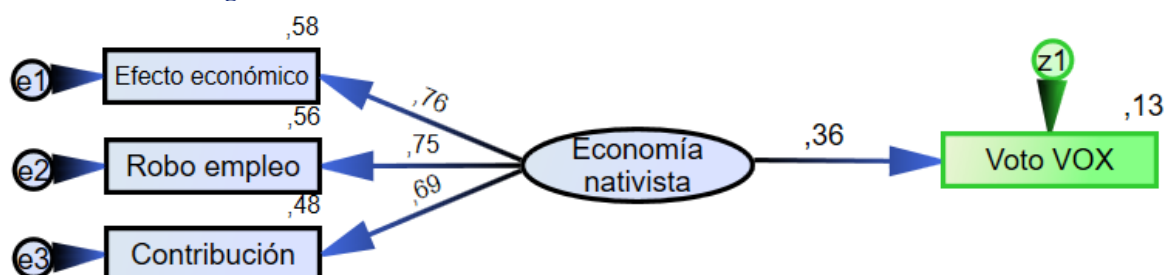 ,58
e1
Efecto económico
,76
z1
,13
,56
e2
Robo empleo
,75
Economía
nativista
,36
Voto VOX
,69
,48
e3
Contribución